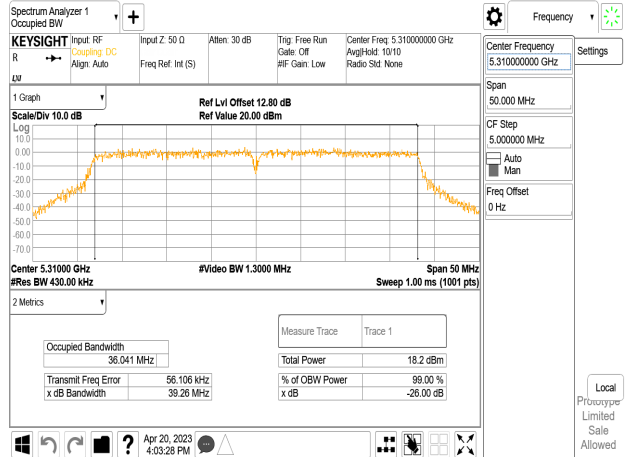 Spectrum Analyzer 1
Occupied BW
Frequency
KEYSIGHT
R
LXI
Input: RF
Coupling: DC
Align: Auto
Input Z: 50 Ω
Freq Ref: Int (S)
Atten: 30 dB
Trig: Free Run
Gate: Off
#IF Gain: Low
Center Freq: 5.310000000 GHz
Avg|Hold: 10/10
Radio Std: None
Center Frequency
5.310000000 GHz
Settings
Span
50.000 MHz
CF Step
5.000000 MHz
Auto
Man
Freq Offset
0 Hz
1 Graph
Scale/Div 10.0 dB
Ref Lvl Offset 12.80 dB
Ref Value 20.00 dBm
Log
10.0
0.00
-10.0
-20.0
-30.0
-40.0
-50.0
-60.0
-70.0
Center 5.31000 GHz
#Res BW 430.00 kHz
#Video BW 1.3000 MHz
Span 50 MHz
Sweep 1.00 ms (1001 pts)
2 Metrics
Measure Trace
Trace 1
Occupied Bandwidth
36.041 MHz
Total Power
18.2 dBm
Transmit Freq Error
56.106 kHz
% of OBW Power
99.00 %
x dB Bandwidth
39.26 MHz
x dB
-26.00 dB
Local
Prototype
Limited
Sale
Allowed
?
Apr 20, 2023
4:03:28 PM